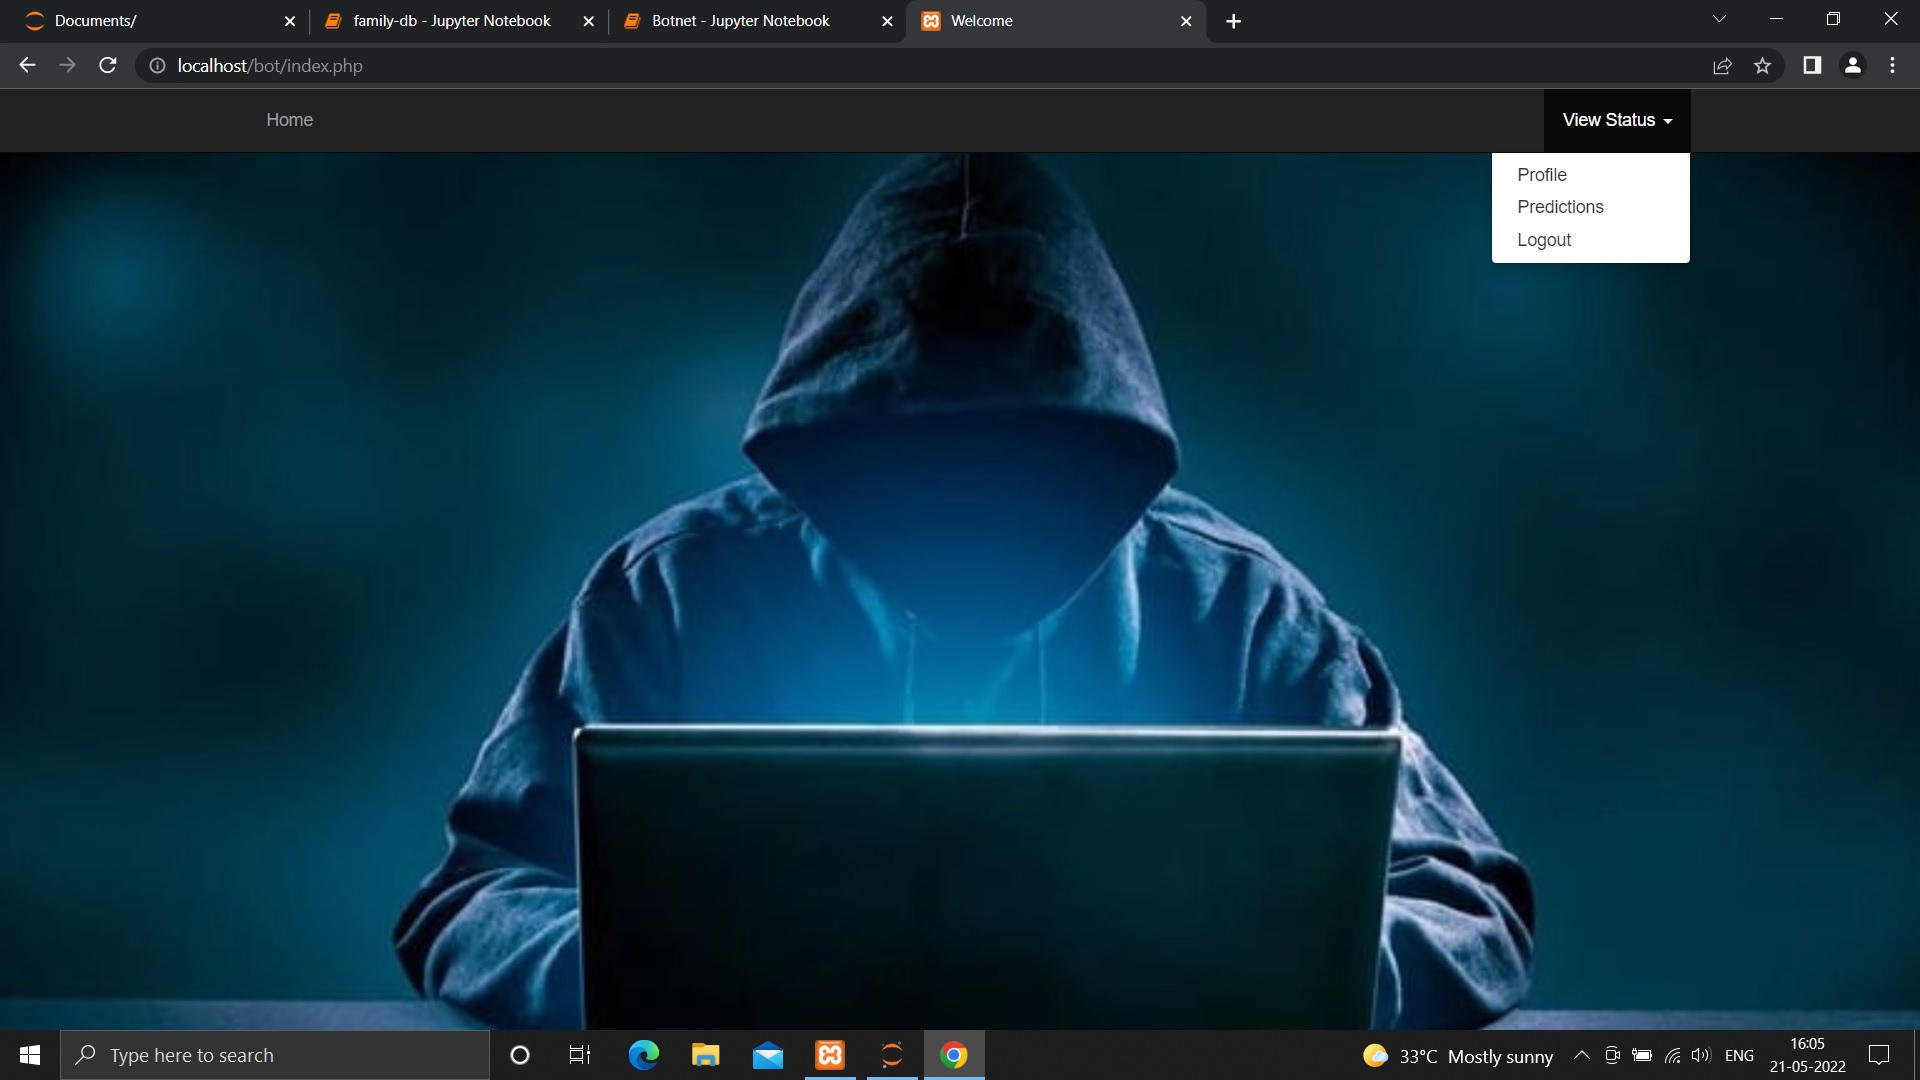 Documents/
family-db - Jupyter Notebook
Botnet - Jupyter Notebook
Welcome
localhost/bot/index.php
Home
View Status
Profile
Predictions
Logout
Type here to search
33°C Mostly sunny
ENG
16:05
21-05-2022